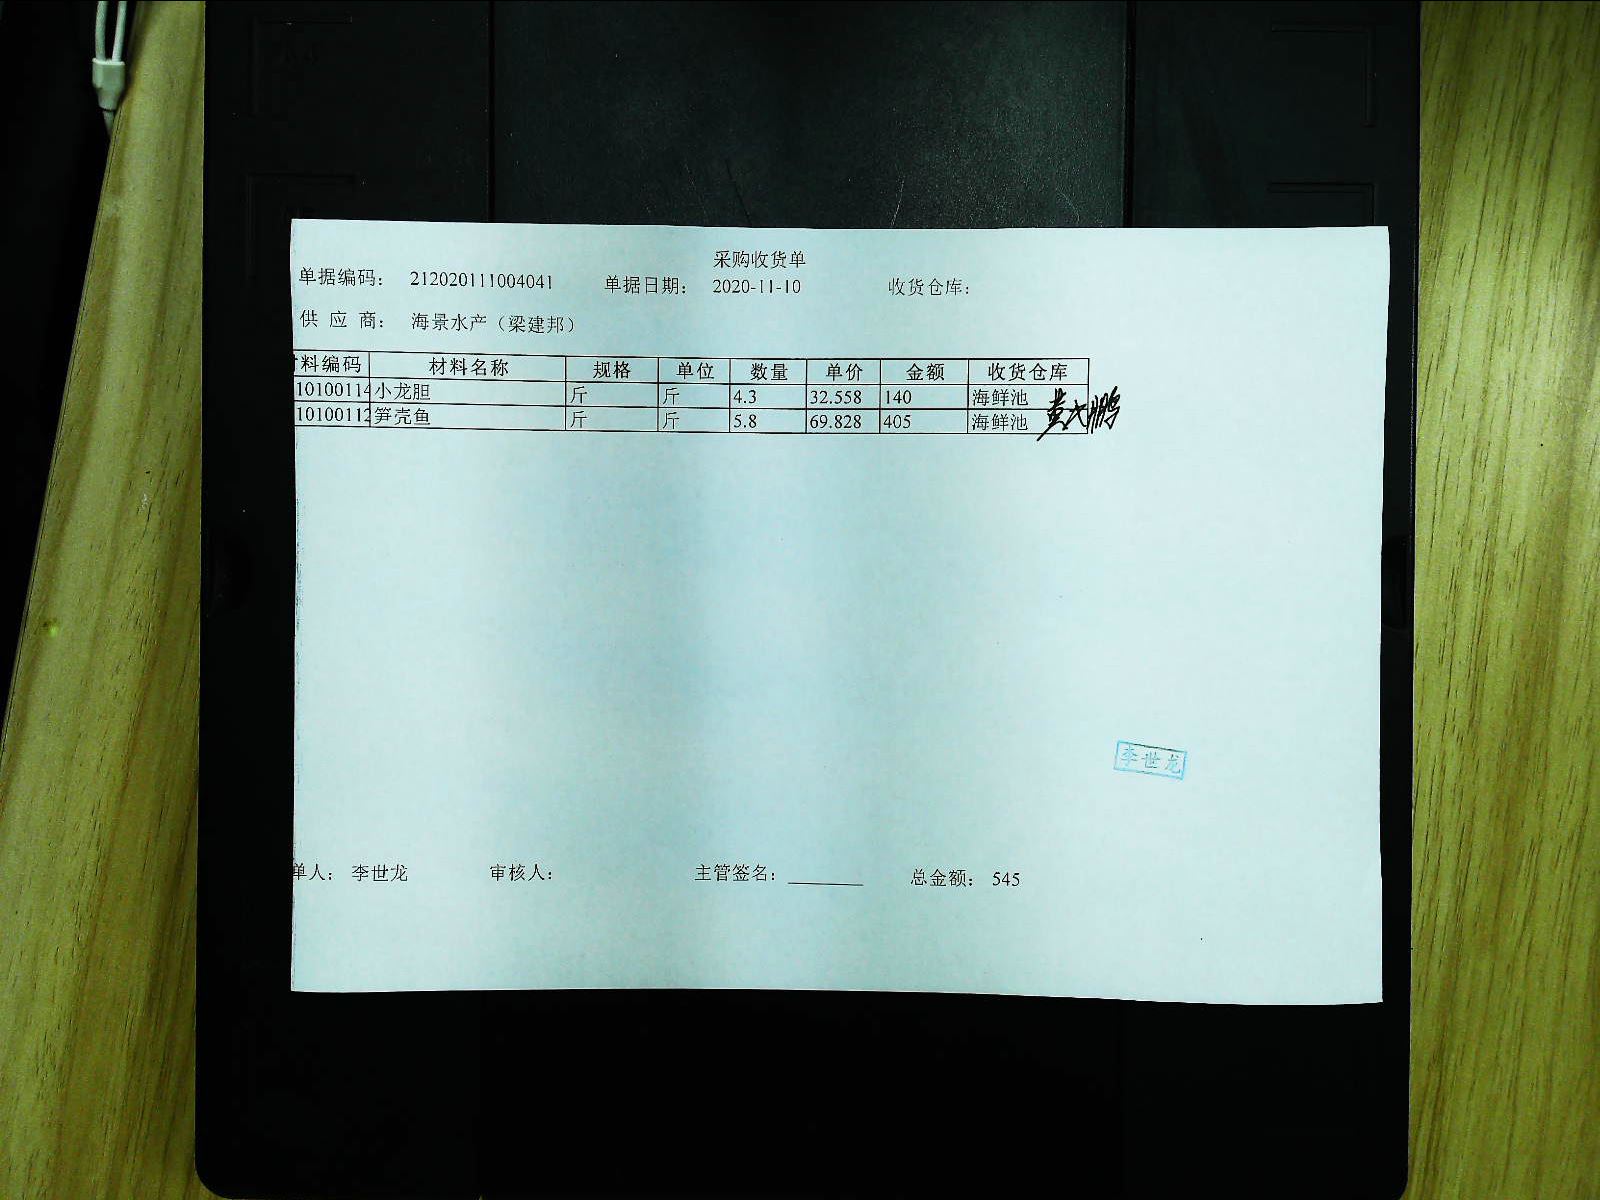 采购收货单
单据编码： 212020111004041 单据日期： 2020-11-10 收货仓库：
供 应 商： 海景水产（梁建邦）
材料编码 材料名称 规格 单位 数量 单价 金额 收货仓库
10100114 小龙胆 斤 斤 4.3 32.558 140 海鲜池
10100112 笋壳鱼 斤 斤 5.8 69.828 405 海鲜池
李世龙
单人： 李世龙 审核人： 主管签名： 总金额： 545